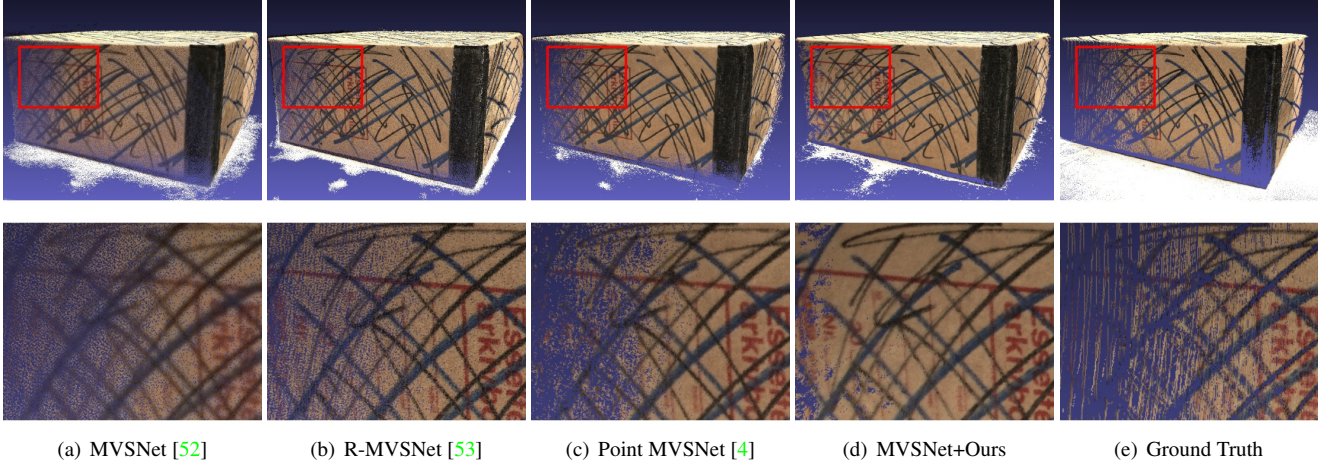 (a) MVSNet [52]
(b) R-MVSNet [53]
(c) Point MVSNet [4]
(d) MVSNet+Ours
(e) Ground Truth